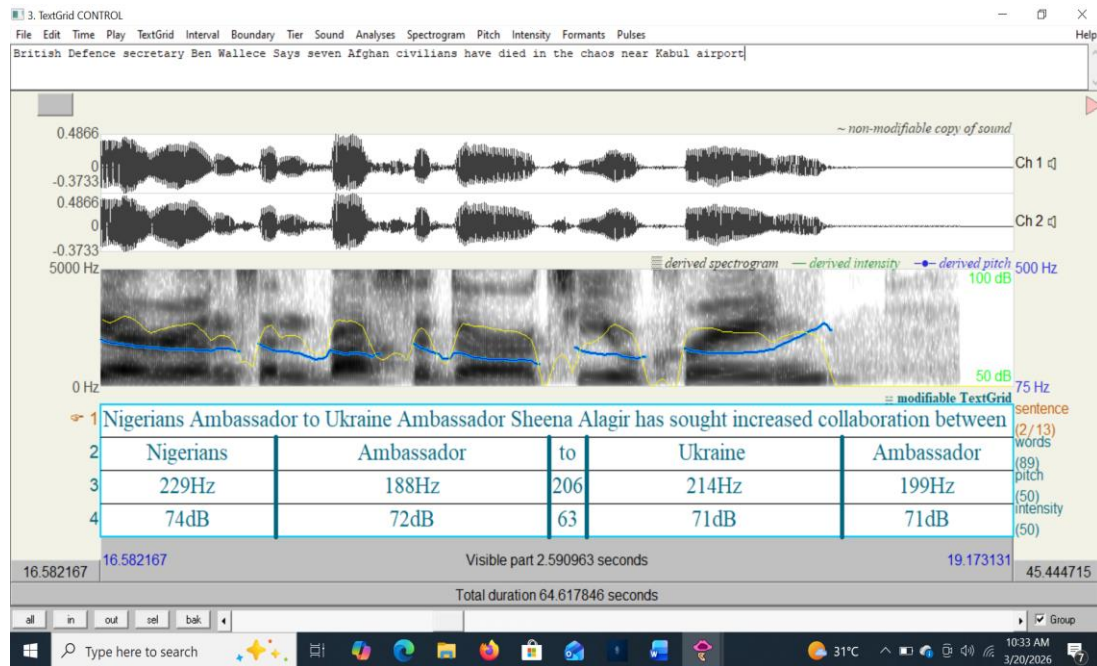 3. TextGrid CONTROL
File Edit Time Play TextGrid Interval Boundary Tier Sound Analyses Spectrogram Pitch Intensity Formants Pulses Help
British Defence secretary Ben Wallece Says seven Afghan civilians have died in the chaos near Kabul airport
~ non-modifiable copy of sound
0.4866
0
-0.3733
Ch 1
0.4866
0
-0.3733
Ch 2
derived spectrogram derived intensity derived pitch
5000 Hz
500 Hz
100 dB
50 dB
0 Hz
75 Hz
modifiable TextGrid
1 Nigerians Ambassador to Ukraine Ambassador Sheena Alagir has sought increased collaboration between sentence (2/13)
2 Nigerians Ambassador to Ukraine Ambassador words (89)
3 229Hz 188Hz 206 214Hz 199Hz pitch (50)
4 74dB 72dB 63 71dB 71dB intensity (50)
16.582167 Visible part 2.590963 seconds 19.173131
16.582167 45.444715
Total duration 64.617846 seconds
all in out sel bak Group
Type here to search 31°C 10:33 AM
3/20/2026